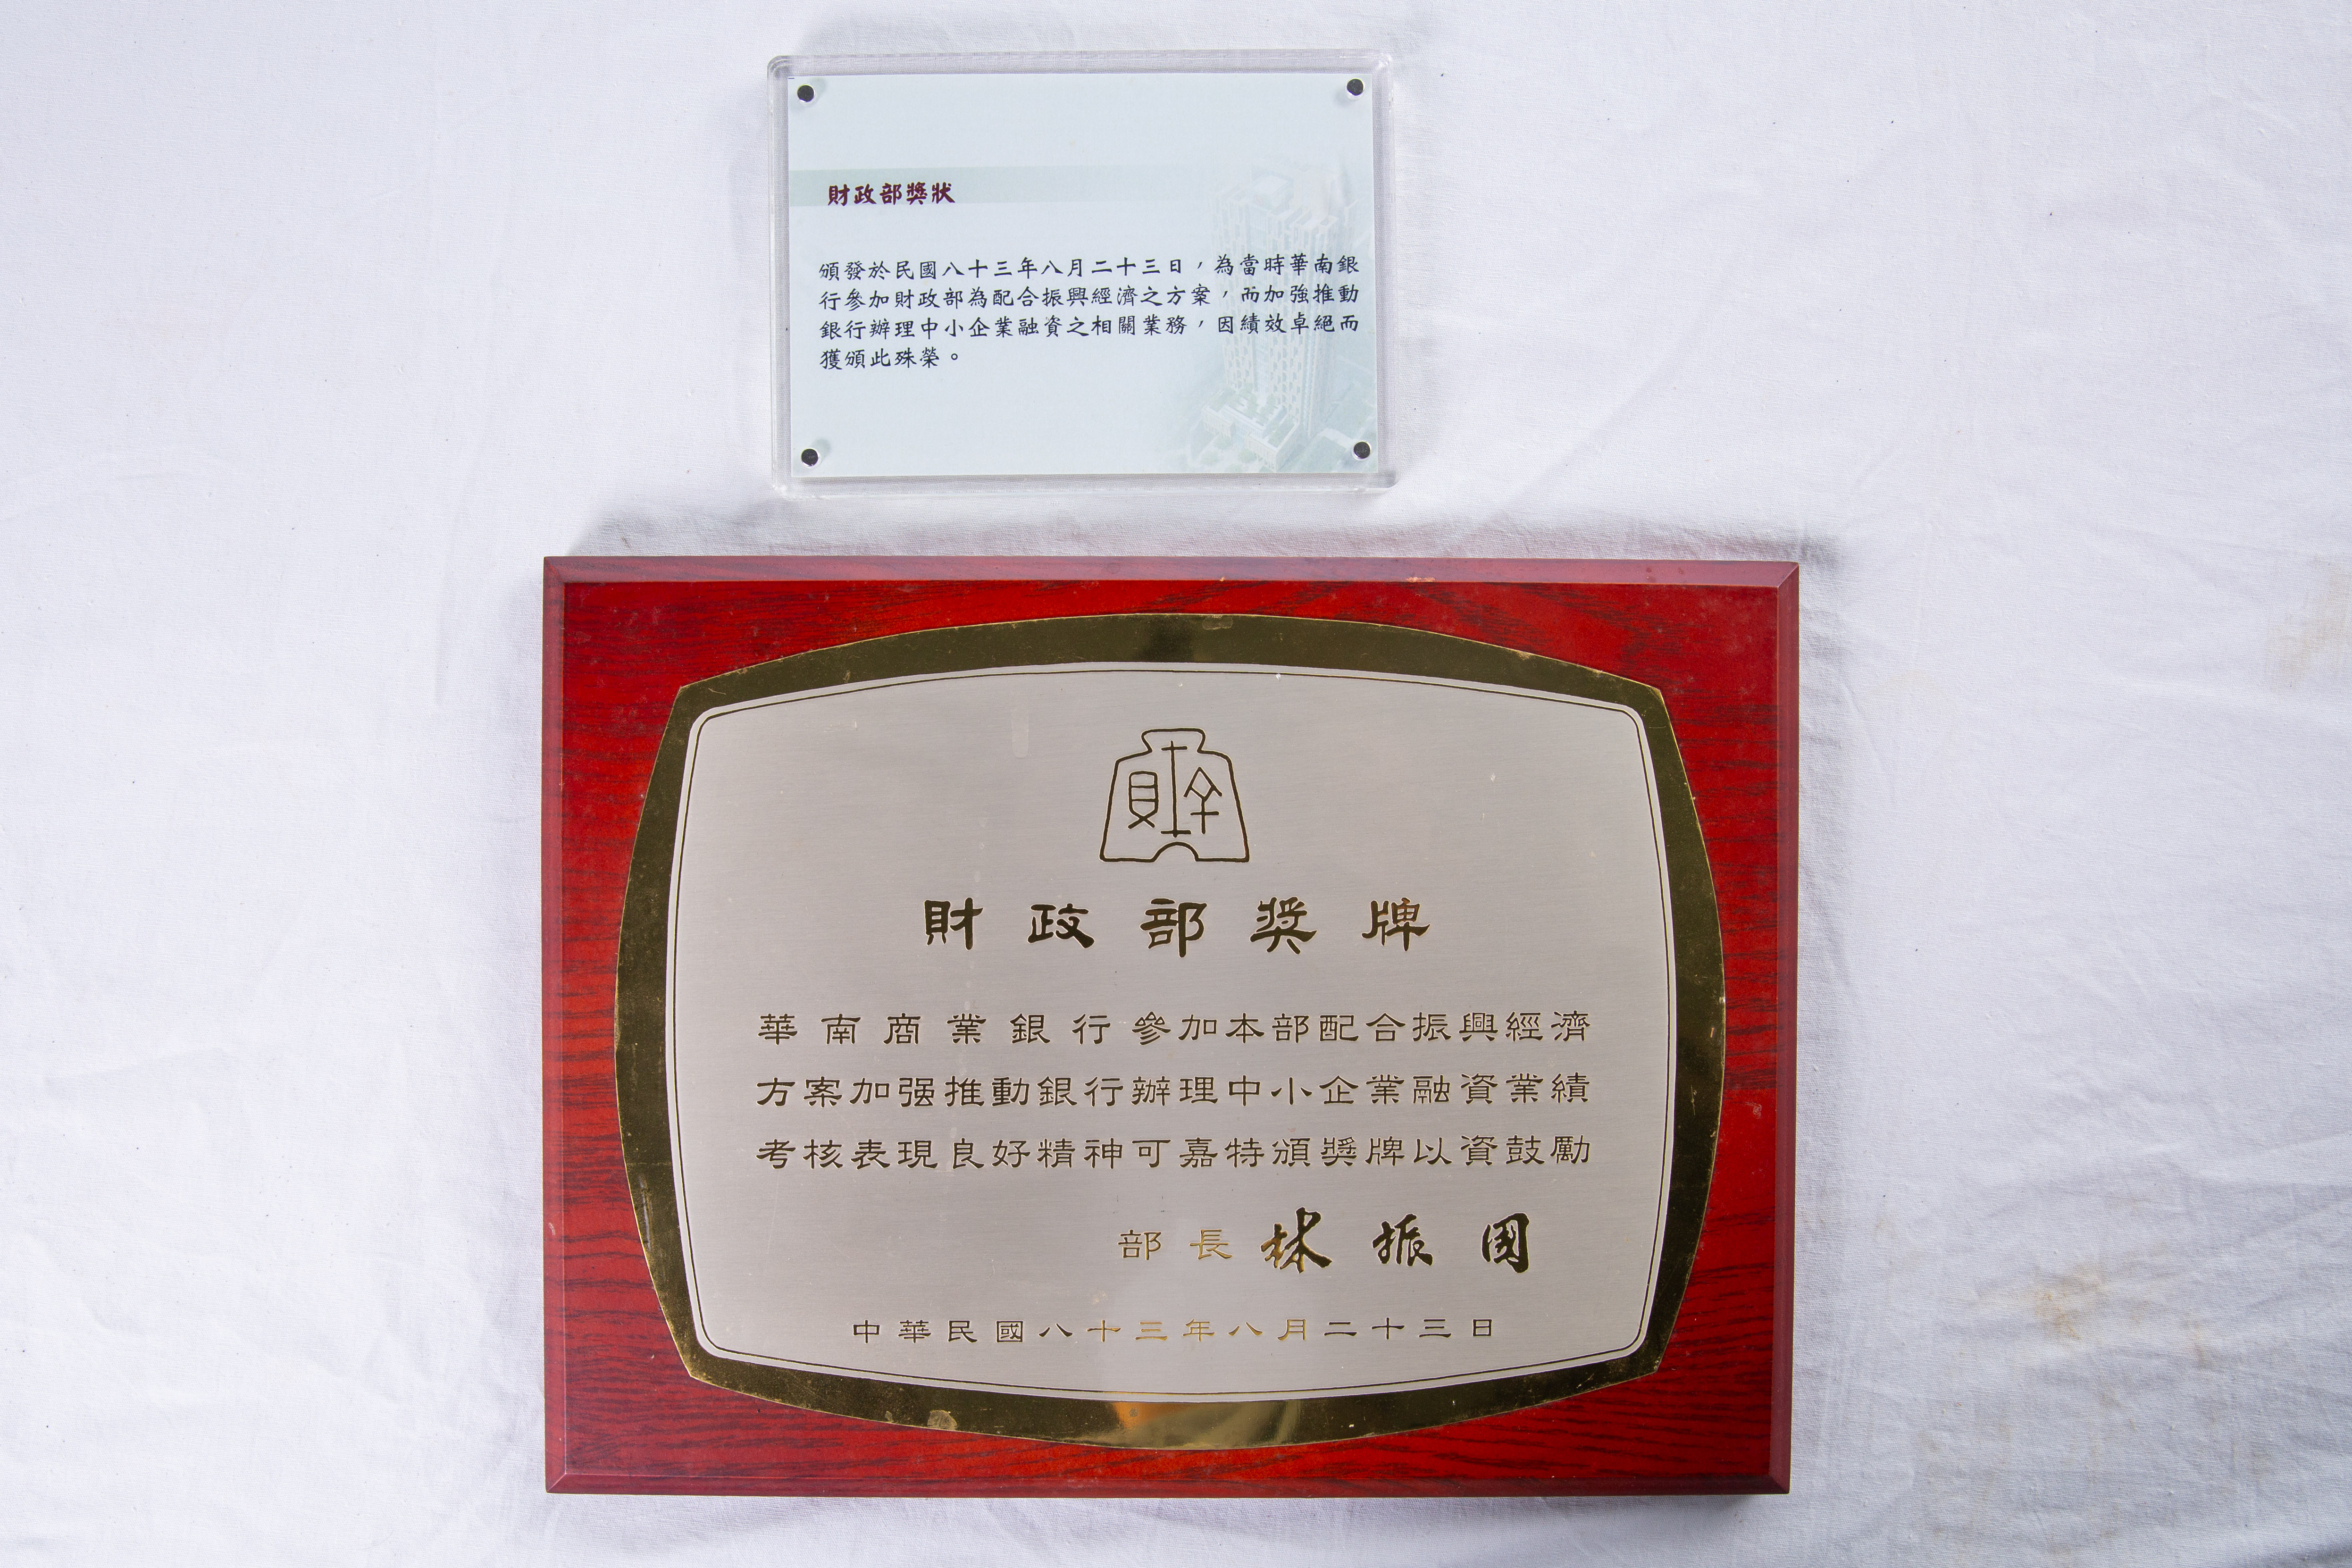 財政部獎狀
頒發於民國八十三年八月二十三日，為當時華南銀
行參加財政部為配合振興經濟之方案，而加強推動
銀行辦理中小企業融資之相關業務，因績效卓絕而
獲頒此殊榮。
財
財政部獎牌
華南商業銀行參加本部配合振興經濟
方案加强推動銀行辦理中小企業融資業績
考核表現良好精神可嘉特頒獎牌以資鼓勵
部長林振國
中華民國八十三年八月二十三日